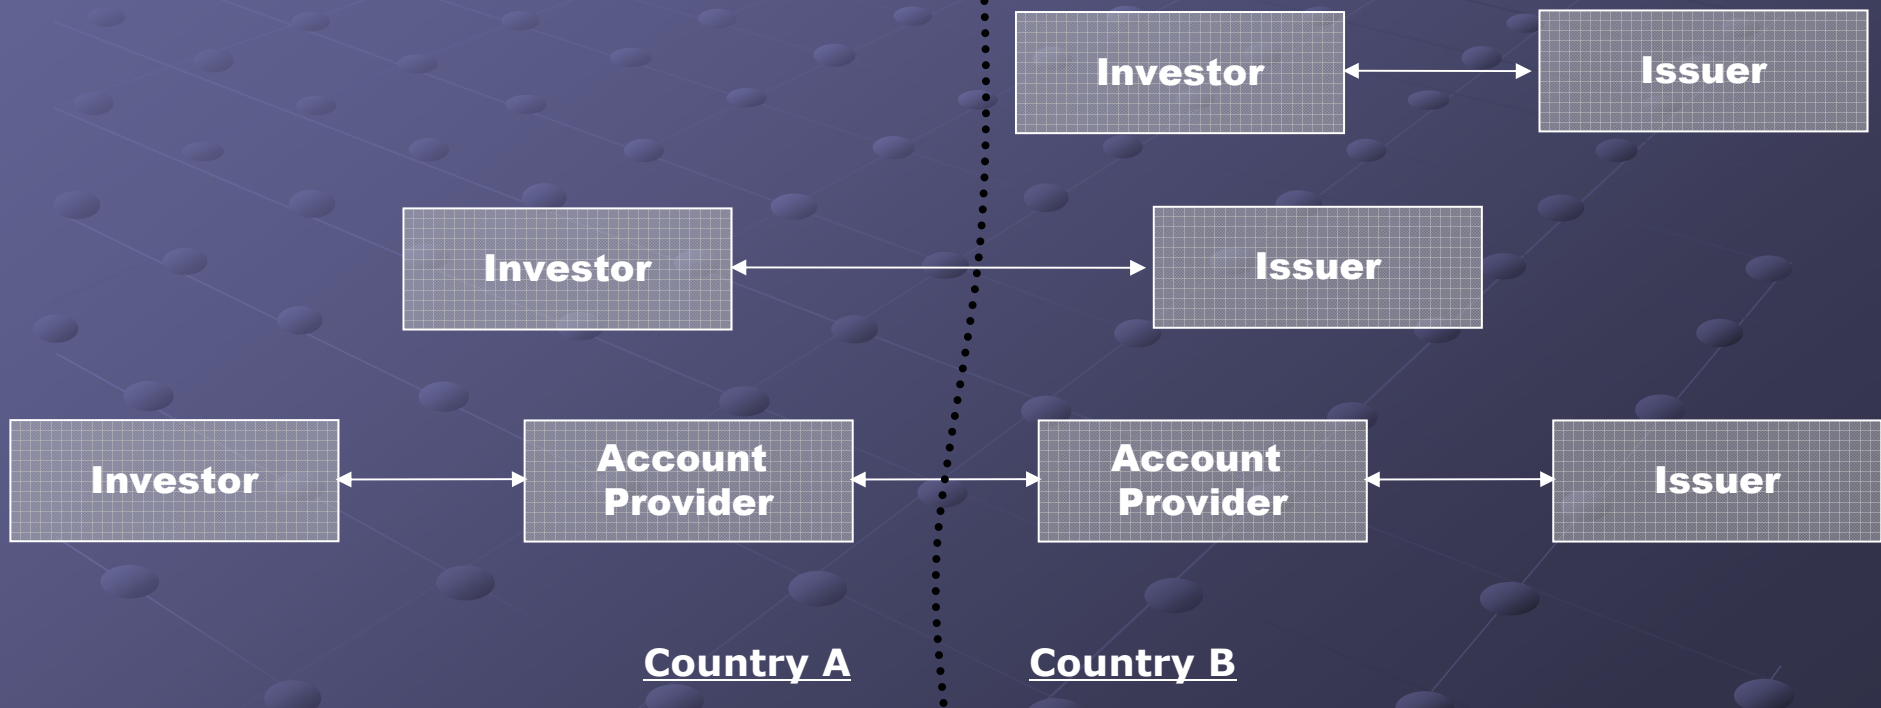 Investor
Issuer
Investor
Issuer
Investor
Account
Provider
Account
Provider
Issuer
Country A
Country B